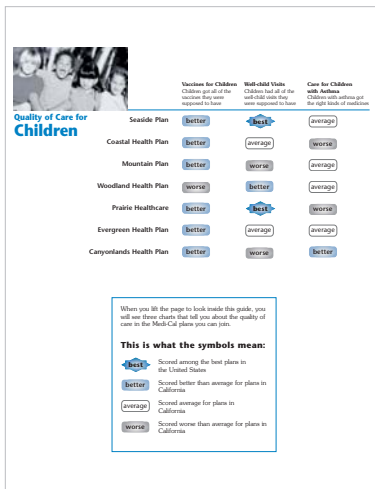 Vaccines for Children
Children got all of the
vaccines they were
supposed to have
Well-child Visits
Children had all of the
well-child visits they
were supposed to have
Care for Children
with Asthma
Children with asthma got
the right kinds of medicines
Quality of Care for
Children
Seaside Plan better best average
Coastal Health Plan better average worse
Mountain Plan better worse average
Woodland Health Plan worse better average
Prairie Healthcare better best worse
Evergreen Health Plan better average average
Canyonlands Health Plan better worse better
When you lift the page to look inside this guide, you
will see three charts that tell you about the quality of
care in the Medi-Cal plans you can join.
This is what the symbols mean:
best Scored among the best plans in
the United States
better Scored better than average for plans in
California
average Scored average for plans in
California
worse Scored worse than average for plans in
California